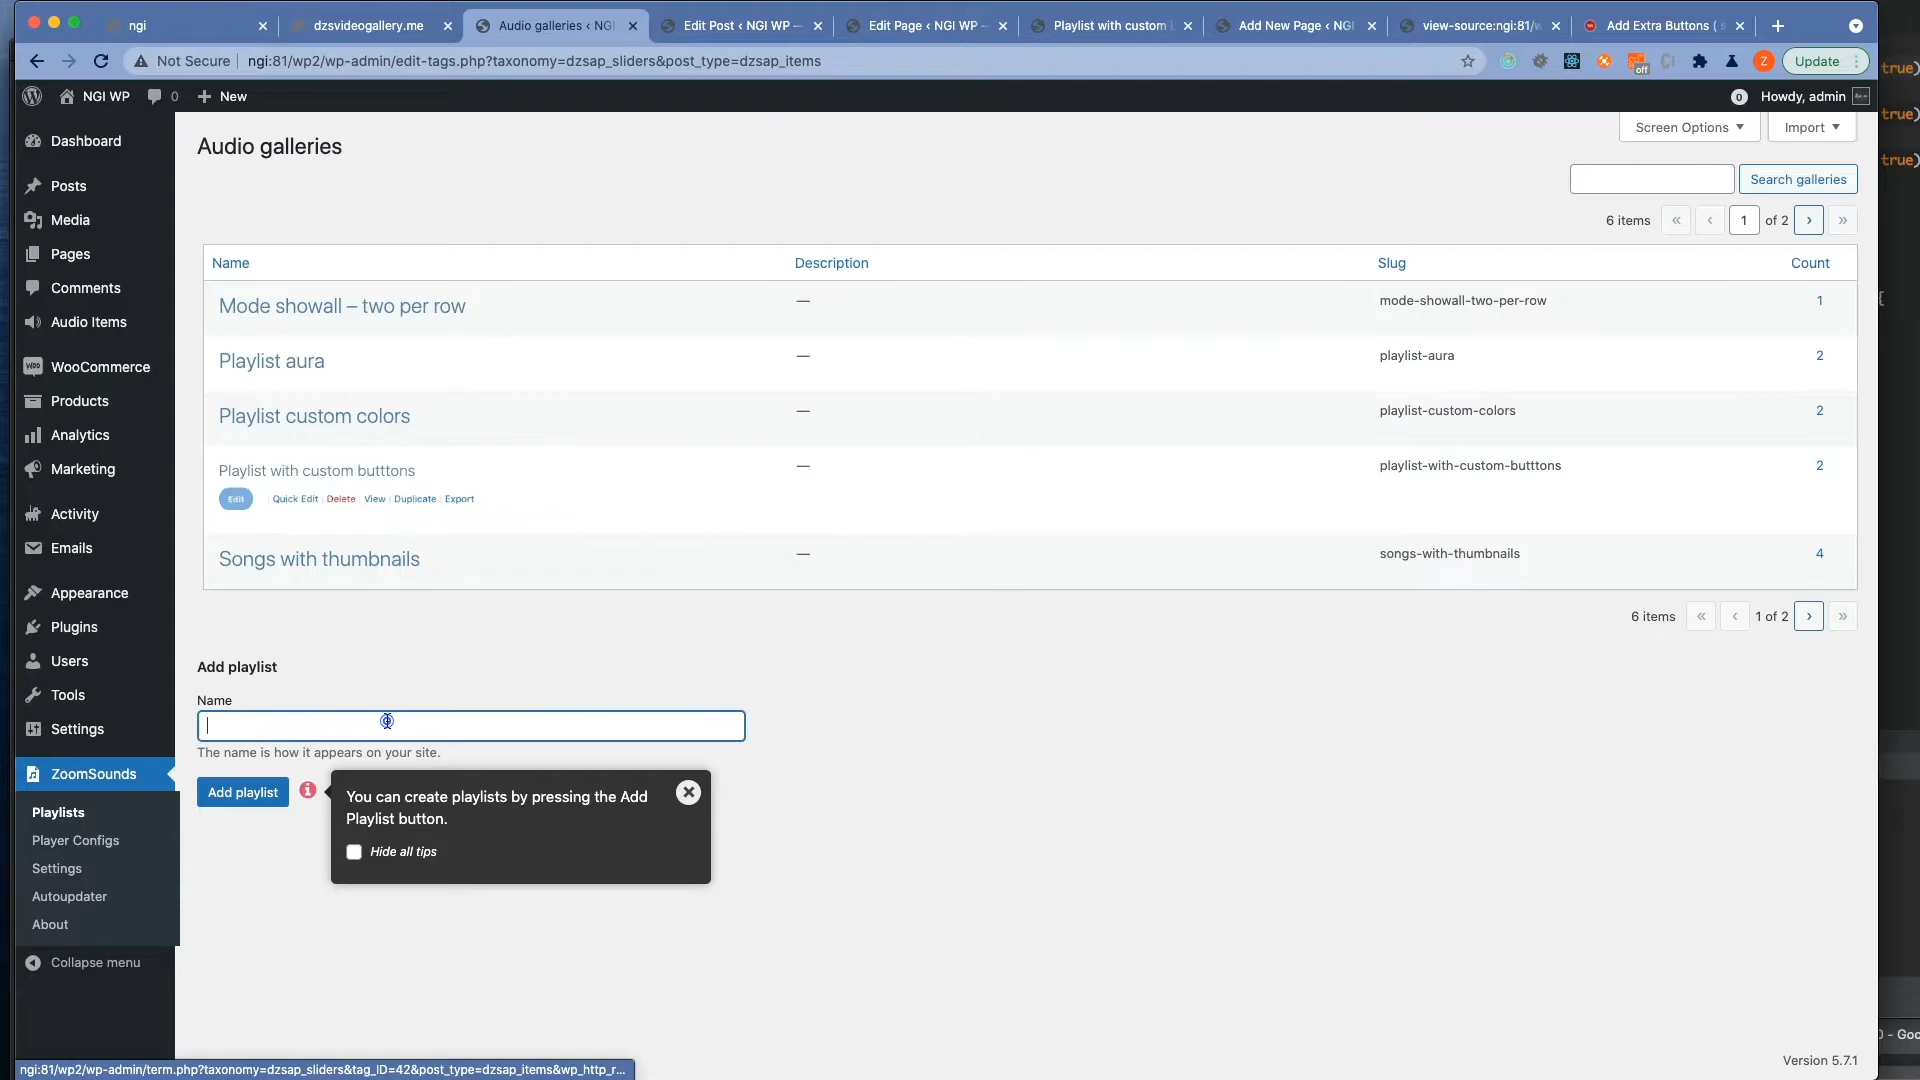 ngi
dzsvideogallery.me
Audio galleries < NGI
Edit Post < NGI WP —
Edit Page < NGI WP —
Playlist with custom
Add New Page < NGI
view-source:ngi:81/w
Add Extra Buttons ( s
Not Secure
ngi:81/wp2/wp-admin/edit-tags.php?taxonomy=dzsap_sliders&post_type=dzsap_items
off
Z
Update
true)
NGI WP
0
New
0
Howdy, admin
true)
Dashboard
Posts
Media
Pages
Comments
Audio Items
WooCommerce
Products
Analytics
Marketing
Activity
Emails
Appearance
Plugins
Users
Tools
Settings
ZoomSounds
Playlists
Player Configs
Settings
Autoupdater
About
Collapse menu
Audio galleries
Screen Options
Import
true)
Search galleries
6 items « ‹ 1 of 2 › »
Name Description Slug Count
Mode showall – two per row — mode-showall-two-per-row 1
Playlist aura — playlist-aura 2
Playlist custom colors — playlist-custom-colors 2
Playlist with custom butttons — playlist-with-custom-butttons 2
Edit | Quick Edit | Delete | View | Duplicate | Export
Songs with thumbnails — songs-with-thumbnails 4
6 items « ‹ 1 of 2 › »
Add playlist
Name
The name is how it appears on your site.
Add playlist
You can create playlists by pressing the Add
Playlist button.
Hide all tips
- Goo
Version 5.7.1
ngi:81/wp2/wp-admin/term.php?taxonomy=dzsap_sliders&tag_ID=42&post_type=dzsap_items&wp_http_r...